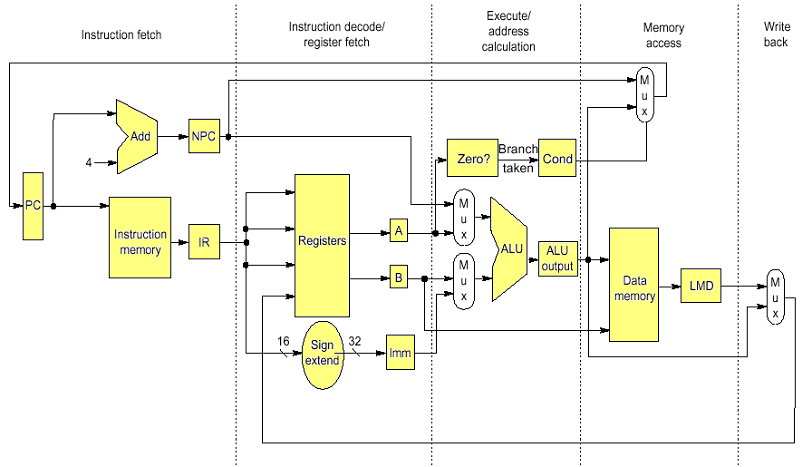 Instruction fetch
Instruction decode/
register fetch
Execute/
address
calculation
Memory
access
Write
back
M
u
x
Add
NPC
4
Zero?
Branch
taken
Cond
PC
Instruction
memory
IR
Registers
A
B
M
u
x
M
u
x
ALU
ALU
output
Data
memory
LMD
M
u
x
16
Sign
extend
32
Imm